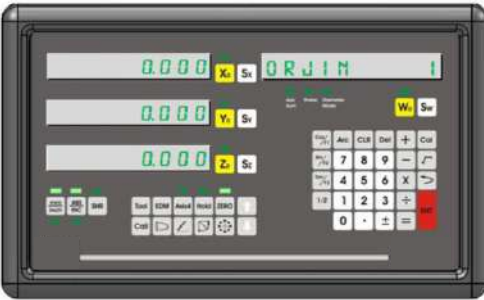 0.000 X₀ Sx ORJIN 1
0.000 Y₀ Sy W₀ Sw
0.000 Z₀ Sz
Arc CLR Del + Cal
7 8 9 -
4 5 6 X
1/2 1 2 3 ÷ ENT
0 . ± =
SHR Tool EDM Axis4 Hold ZERO
Call